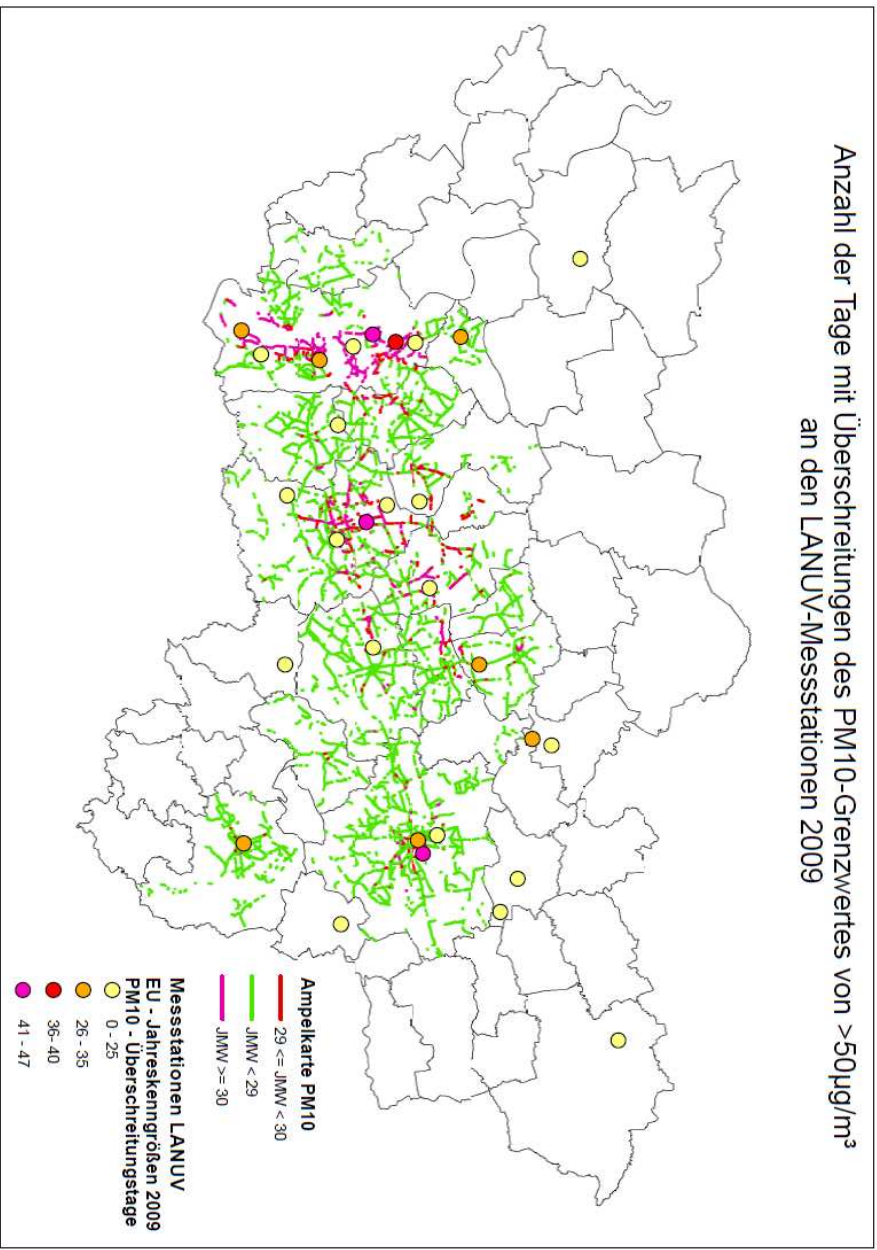 Anzahl der Tage mit Überschreitungen des PM10-Grenzwertes von >50µg/m³
an den LANUV-Messstationen 2009
Ampelkarte PM10
29 <= JMW < 30
JMW < 29
JMW >= 30
Messstationen LANUV
EU - Jahreskenngrößen 2009
PM10 - Überschreitungstage
0 - 25
26 - 35
36-40
41 - 47